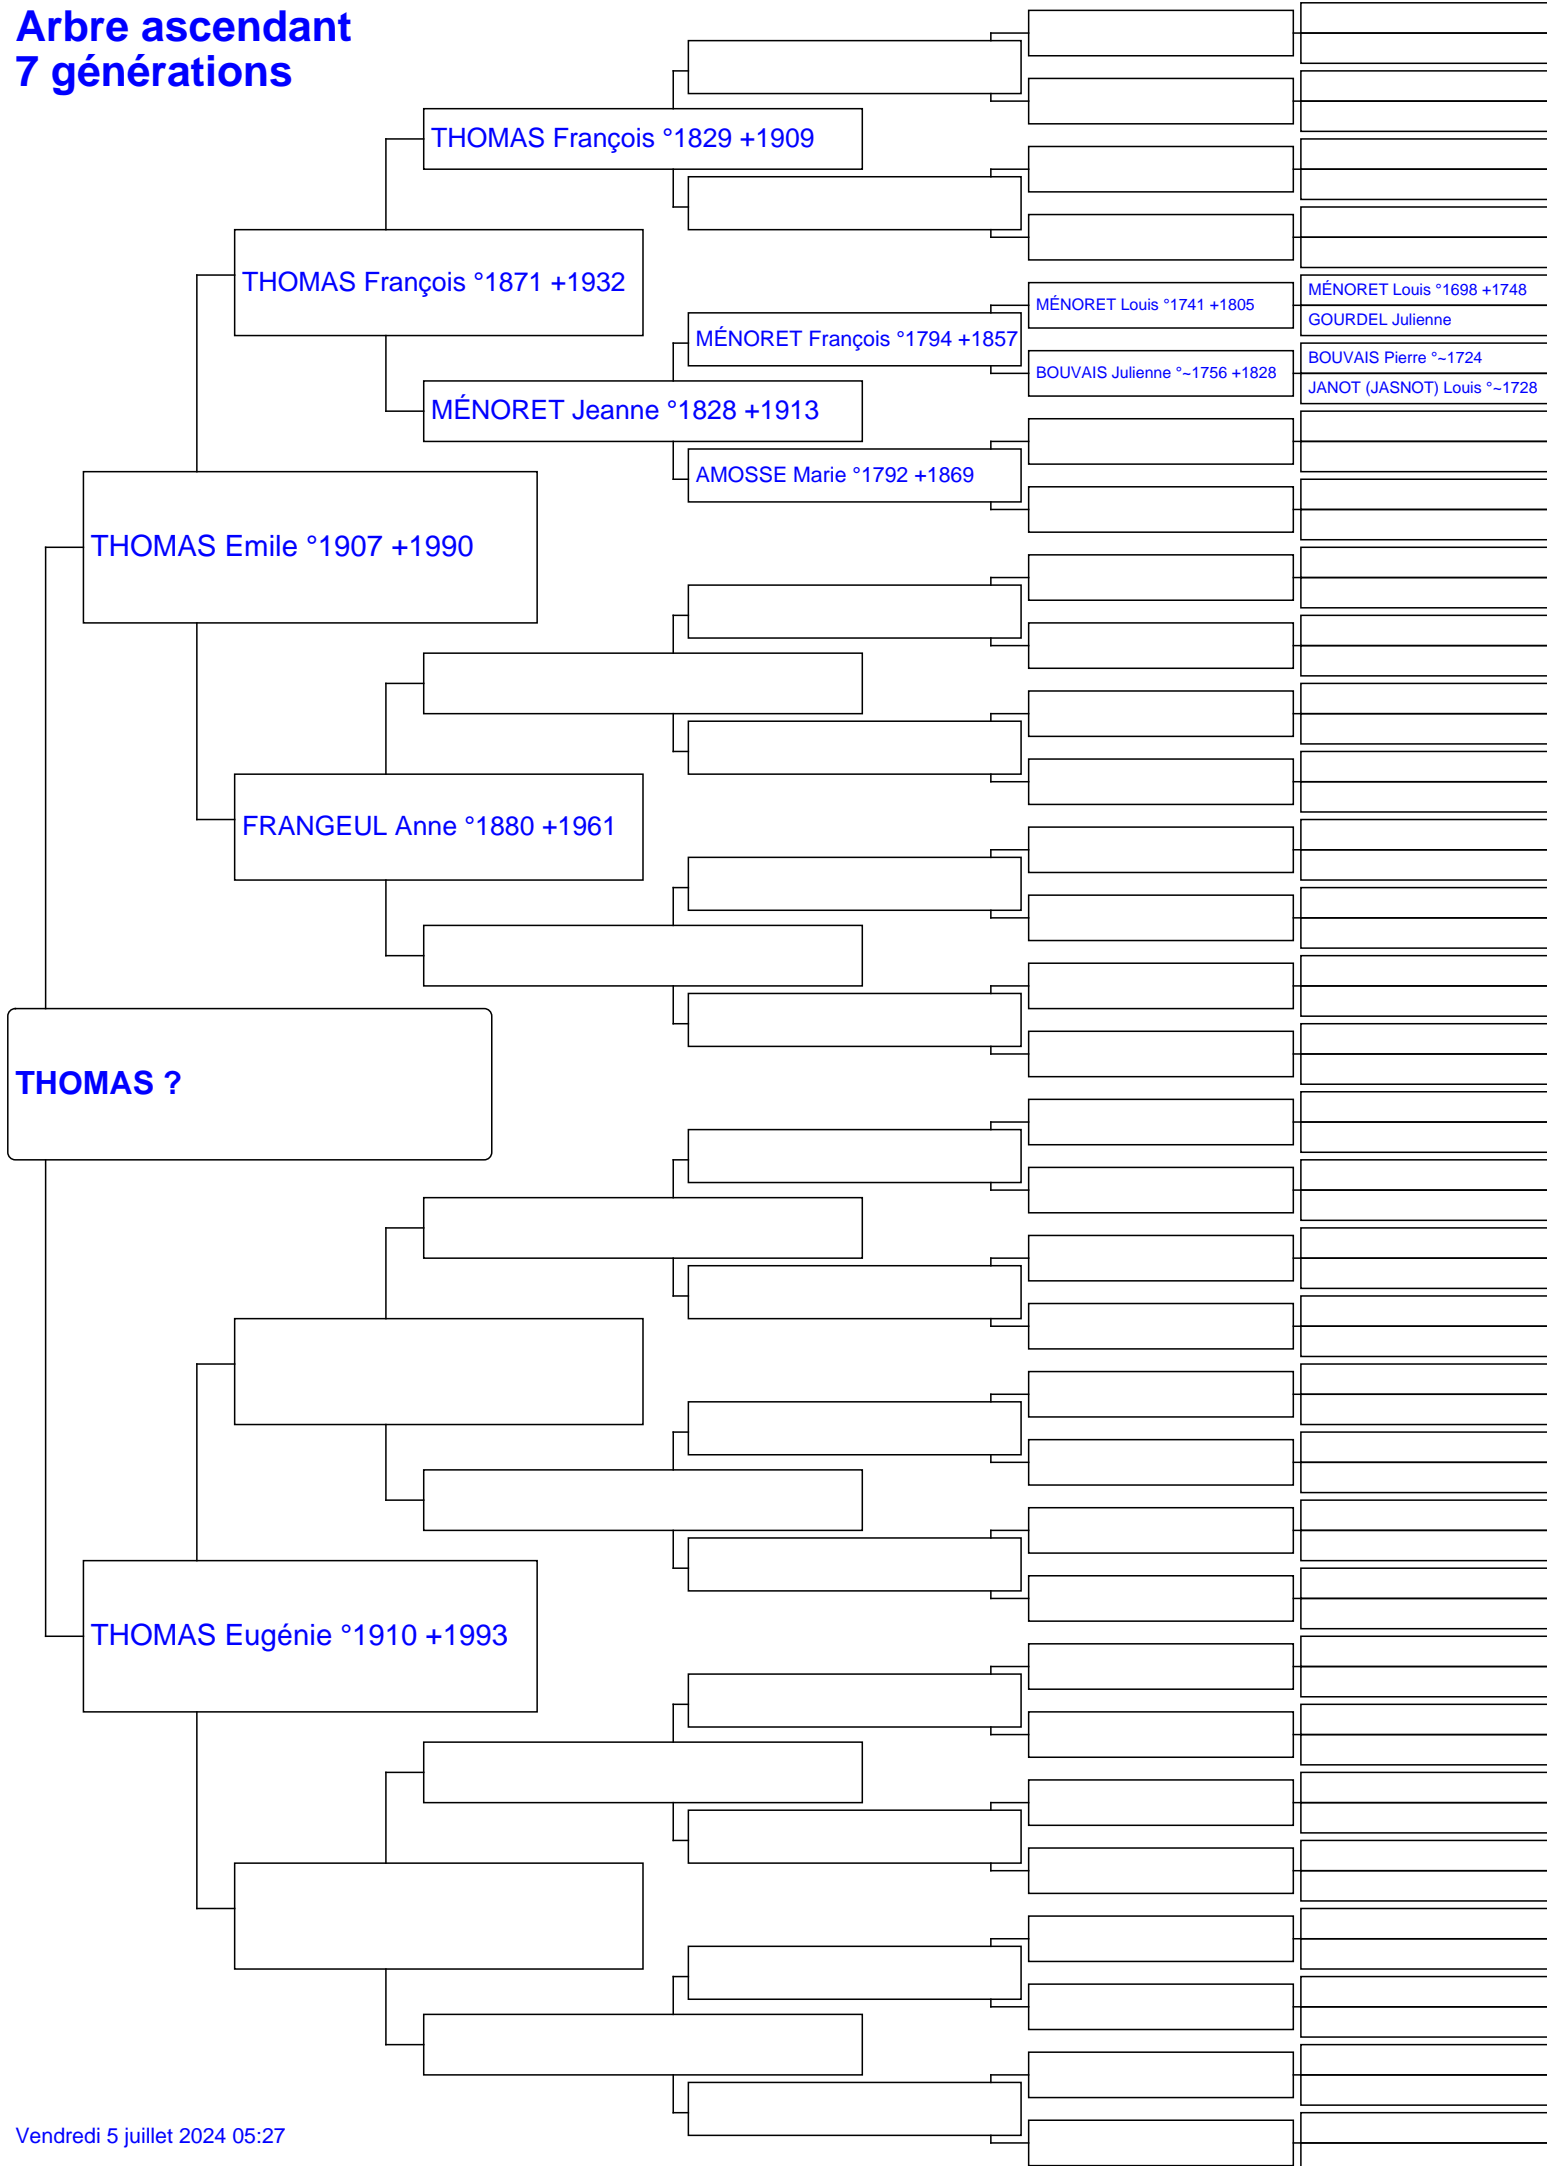 Arbre ascendant
7 générations
THOMAS François °1829 +1909
THOMAS François °1871 +1932
MÉNORET Louis °1698 +1748
MÉNORET Louis °1741 +1805
GOURDEL Julienne
MÉNORET François °1794 +1857
BOUVAIS Pierre °~1724
BOUVAIS Julienne °~1756 +1828
JANOT (JASNOT) Louis °~1728
MÉNORET Jeanne °1828 +1913
AMOSSE Marie °1792 +1869
THOMAS Emile °1907 +1990
FRANGEUL Anne °1880 +1961
THOMAS ?
THOMAS Eugénie °1910 +1993
Vendredi 5 juillet 2024 05:27